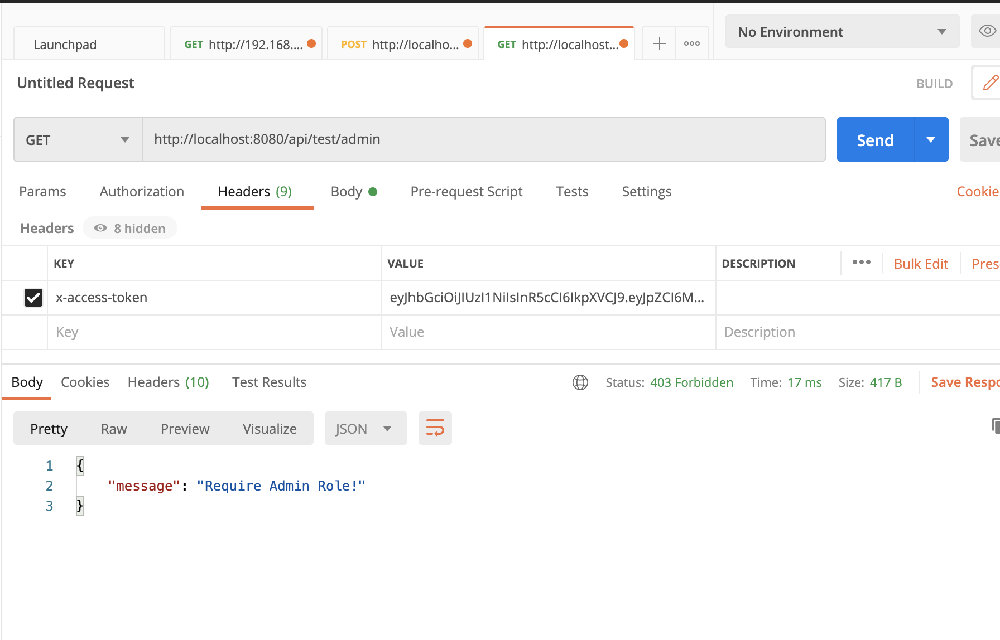 Launchpad
GET http://192.168....
POST http://localho...
GET http://localhost...
No Environment
Untitled Request
BUILD
GET
http://localhost:8080/api/test/admin
Send
Save
Params
Authorization
Headers (9)
Body
Pre-request Script
Tests
Settings
Cookie
Headers
8 hidden
KEY
VALUE
DESCRIPTION
Bulk Edit
Pres
x-access-token
eyJhbGciOiJIUzI1NiIsInR5cCI6IkpXVCJ9.eyJpZCI6M...
Key
Value
Description
Body
Cookies
Headers (10)
Test Results
Status: 403 Forbidden
Time: 17 ms
Size: 417 B
Save Respo
Pretty
Raw
Preview
Visualize
JSON
1 {
2 "message": "Require Admin Role!"
3 }